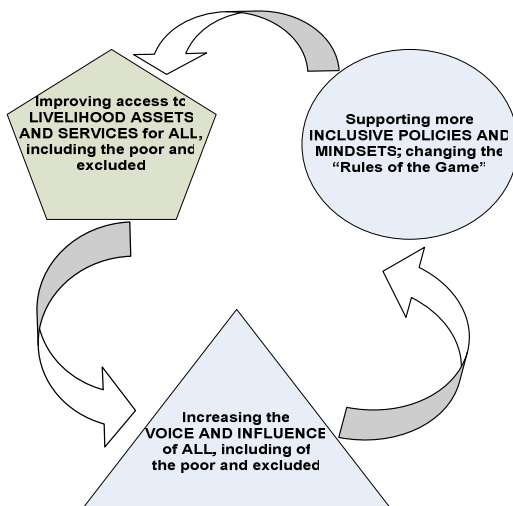 Improving access to
LIVELIHOOD ASSETS
AND SERVICES for ALL,
including the poor and
excluded
Supporting more
INCLUSIVE POLICIES AND
MINDSETS; changing the
“Rules of the Game”
Increasing the
VOICE AND INFLUENCE
of ALL, including of
the poor and excluded